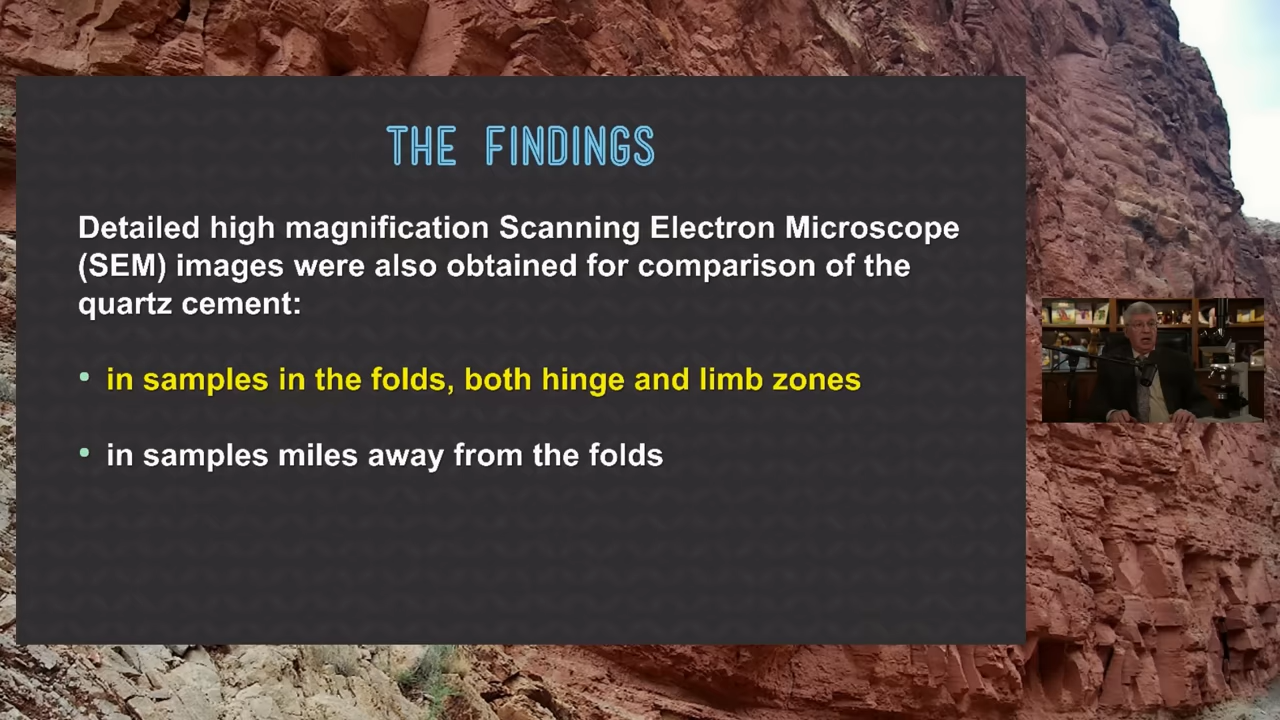 THE FINDINGS
Detailed high magnification Scanning Electron Microscope
(SEM) images were also obtained for comparison of the
quartz cement:
• in samples in the folds, both hinge and limb zones
• in samples miles away from the folds